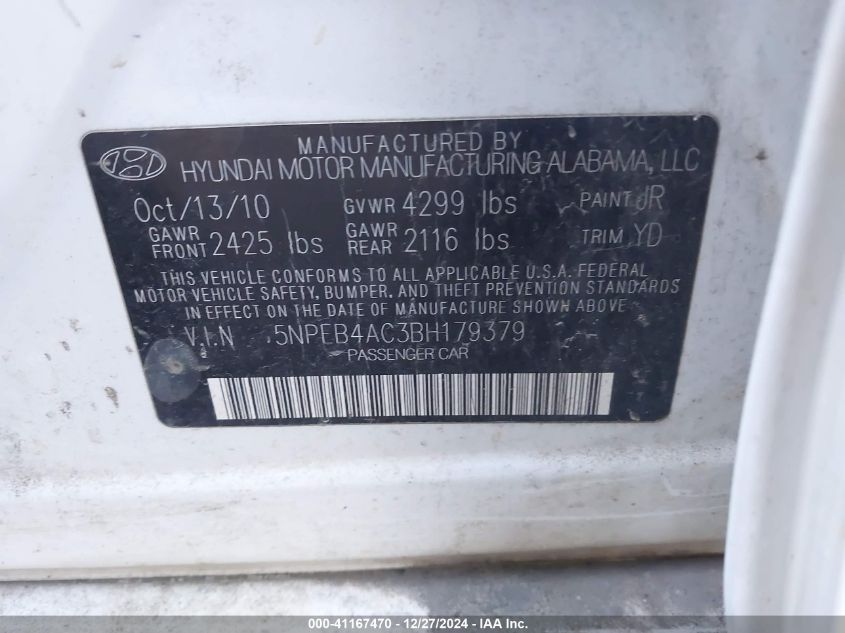 MANUFACTURED BY
HYUNDAI MOTOR MANUFACTURING ALABAMA, LLC
Oct/13/10 GVWR 4299 lbs PAINT JR
GAWR FRONT 2425 lbs GAWR REAR 2116 lbs TRIM YD
THIS VEHICLE CONFORMS TO ALL APPLICABLE U.S.A. FEDERAL
MOTOR VEHICLE SAFETY, BUMPER, AND THEFT PREVENTION STANDARDS
IN EFFECT ON THE DATE OF MANUFACTURE SHOWN ABOVE.
V.I.N 5NPEB4AC3BH179379
PASSENGER CAR
000-41167470 - 12/27/2024 - IAA Inc.